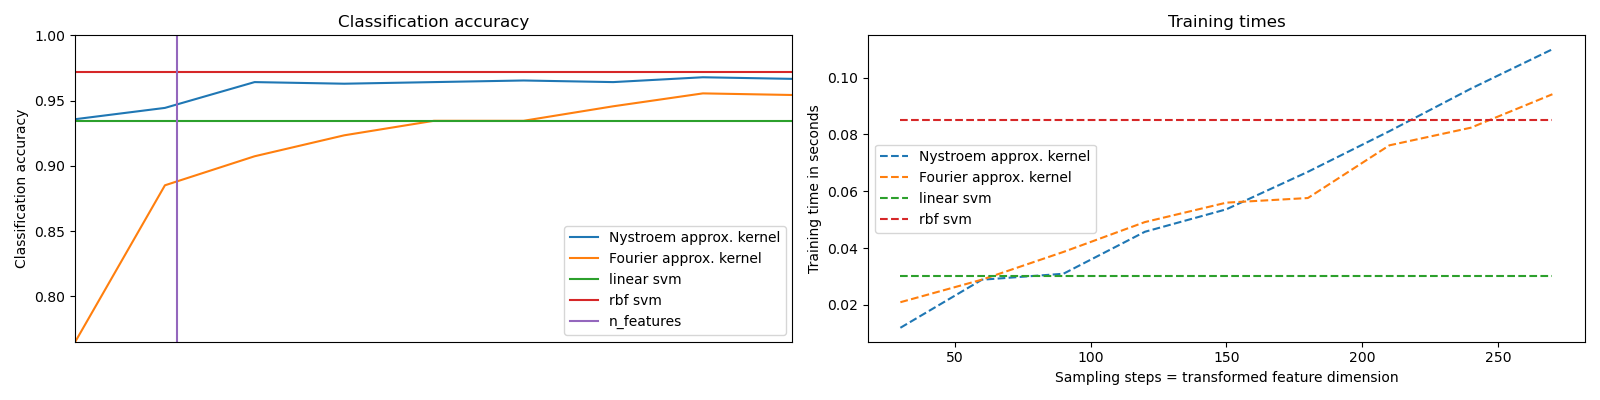 Classification accuracy
1.00
0.95
0.90
0.85
0.80
Classification accuracy
Nystroem approx. kernel
Fourier approx. kernel
linear svm
rbf svm
n_features
Training times
0.10
0.08
0.06
0.04
0.02
Training time in seconds
Nystroem approx. kernel
Fourier approx. kernel
linear svm
rbf svm
50 100 150 200 250
Sampling steps = transformed feature dimension